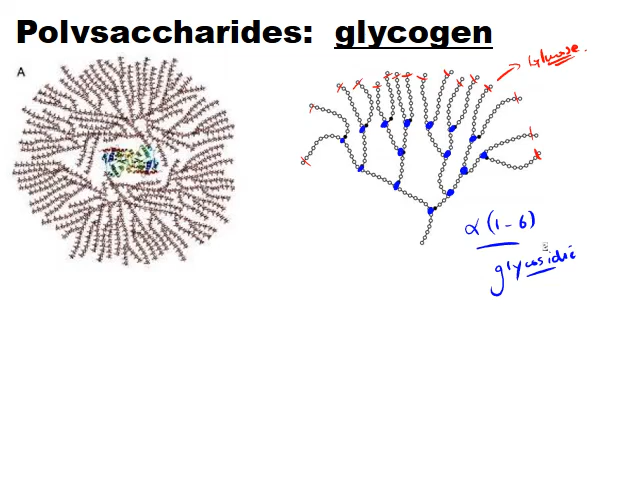 Polysaccharides: glycogen
A
Glucose.
α (1-6)
glycosidic